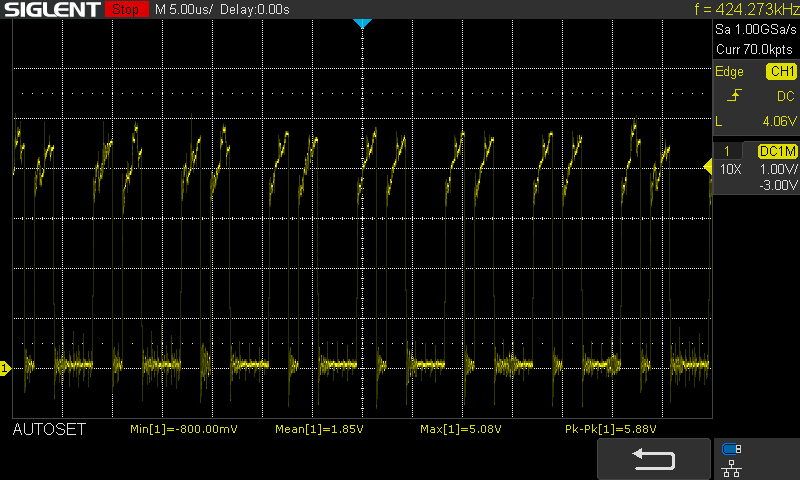 SIGLENT Stop M 5.00us/ Delay:0.00s f = 424.273kHz
Sa 1.00GSa/s
Curr 70.0kpts
Edge CH1
DC
L 4.06V
1 DC1M
10X 1.00V/
-3.00V
1
AUTOSET Min[1]=-800.00mV Mean[1]=1.85V Max[1]=5.08V Pk-Pk[1]=5.88V